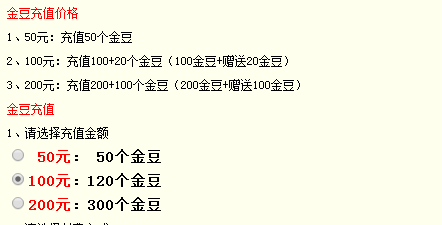 金豆充值价格
1、50元：充值50个金豆
2、100元：充值100+20个金豆（100金豆+赠送20金豆）
3、200元：充值200+100个金豆（200金豆+赠送100金豆）
金豆充值
1、请选择充值金额
50元： 50个金豆
100元：120个金豆
200元：300个金豆